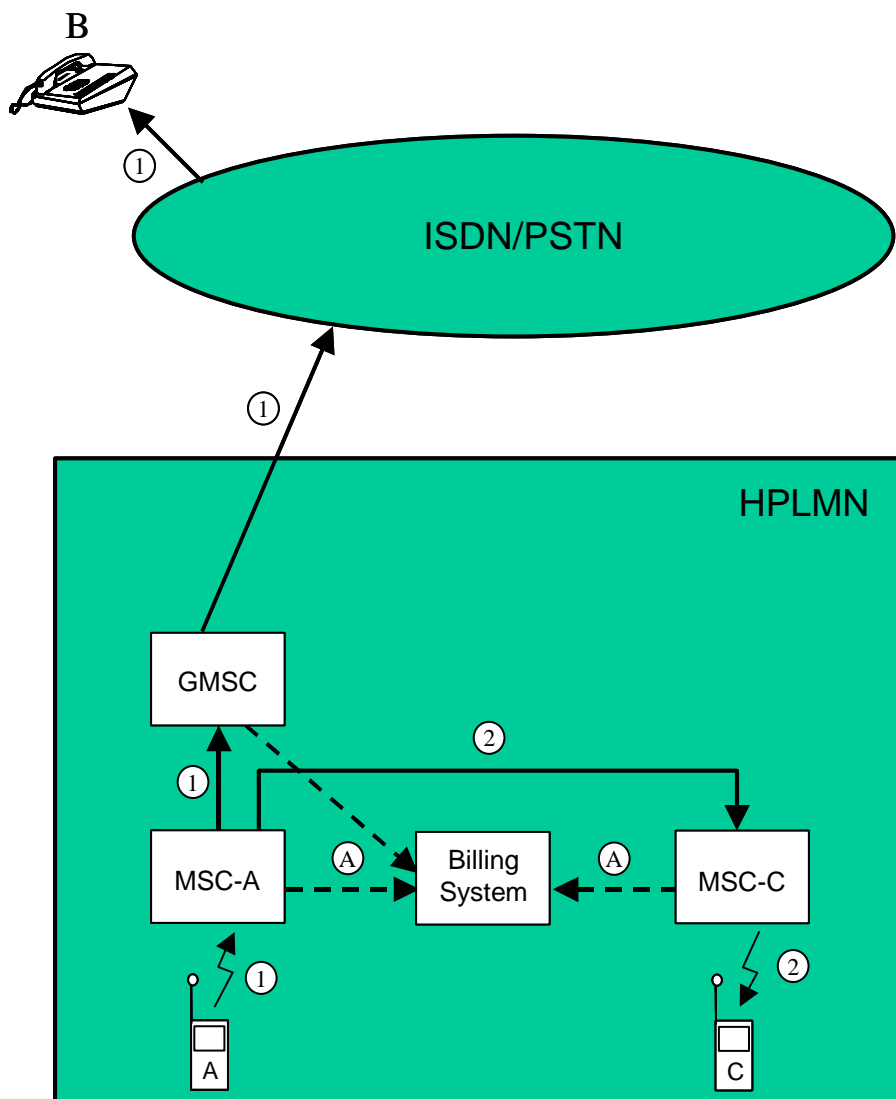 B
1
ISDN/PSTN
1
HPLMN
GMSC
2
1
MSC-A
A
Billing
System
A
MSC-C
1
2
A
C